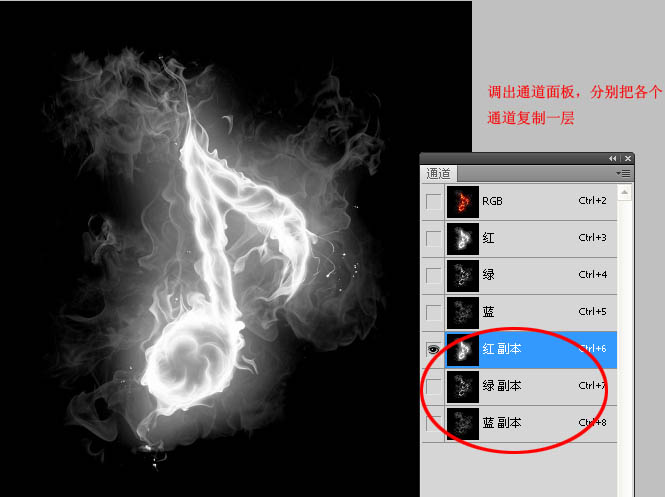 调出通道面板，分别把各个
通道复制一层
通道
RGB Ctrl+2
红 Ctrl+3
绿 Ctrl+4
蓝 Ctrl+5
红 副本 Ctrl+6
绿 副本 Ctrl+7
蓝 副本 Ctrl+8